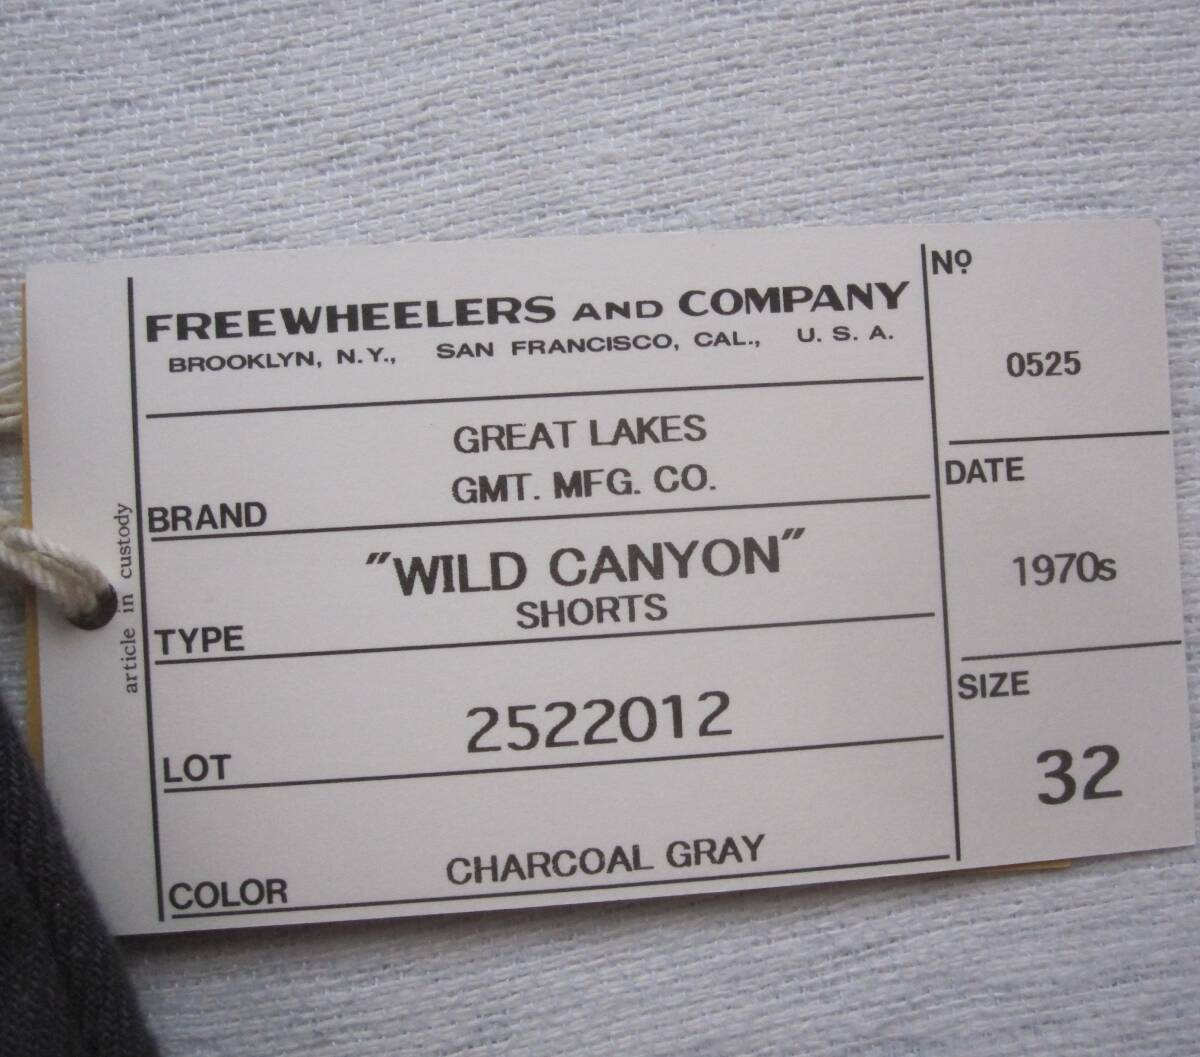 FREEWHEELERS AND COMPANY
BROOKLYN, N.Y., SAN FRANCISCO, CAL., U. S. A.
Nº
0525
GREAT LAKES
GMT. MFG. CO.
BRAND
DATE
1970s
"WILD CANYON"
SHORTS
TYPE
SIZE
32
2522012
LOT
CHARCOAL GRAY
COLOR
article in custody